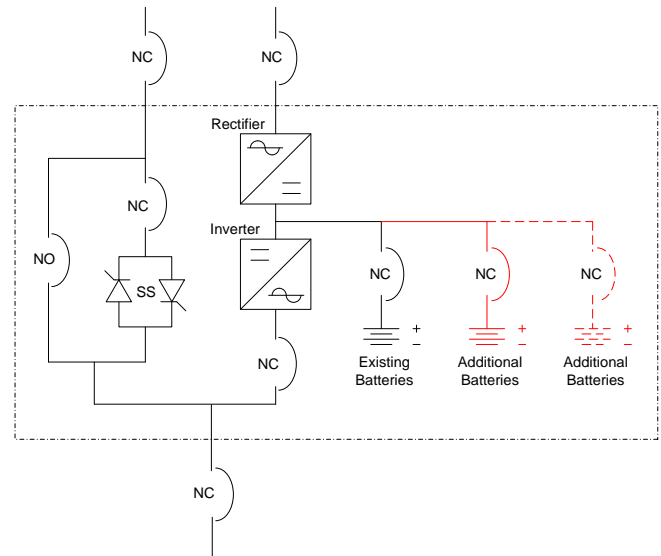 NC
NC
Rectifier
NC
Inverter
NO
SS
NC
NC
NC
+
-
+
-
+
-
Existing
Batteries
Additional
Batteries
Additional
Batteries
NC
NC